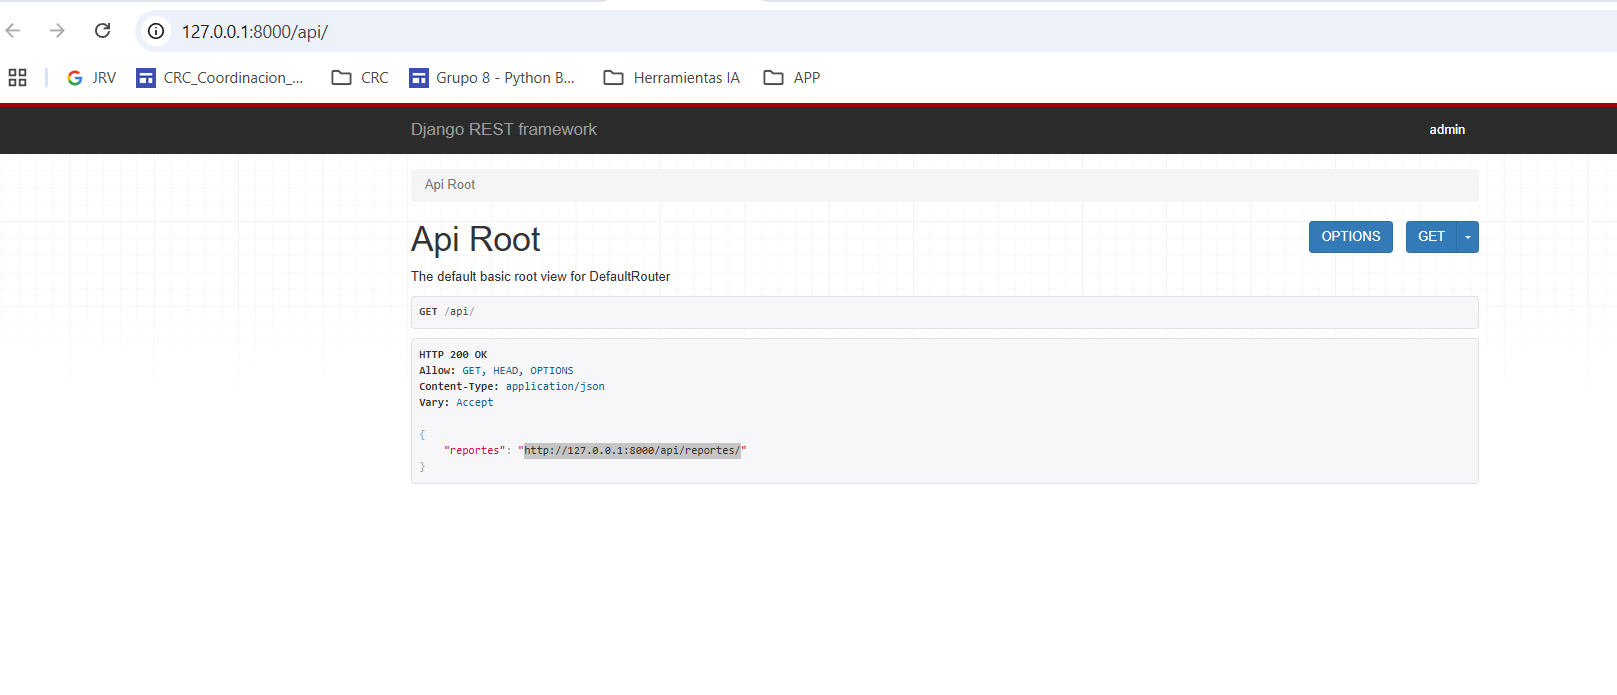 127.0.0.1:8000/api/
JRV CRC_Coordinacion_... CRC Grupo 8 - Python B... Herramientas IA APP
Django REST framework admin
Api Root
Api Root OPTIONS GET
The default basic root view for DefaultRouter
GET /api/
HTTP 200 OK
Allow: GET, HEAD, OPTIONS
Content-Type: application/json
Vary: Accept
{
"reportes": "http://127.0.0.1:8000/api/reportes/"
}